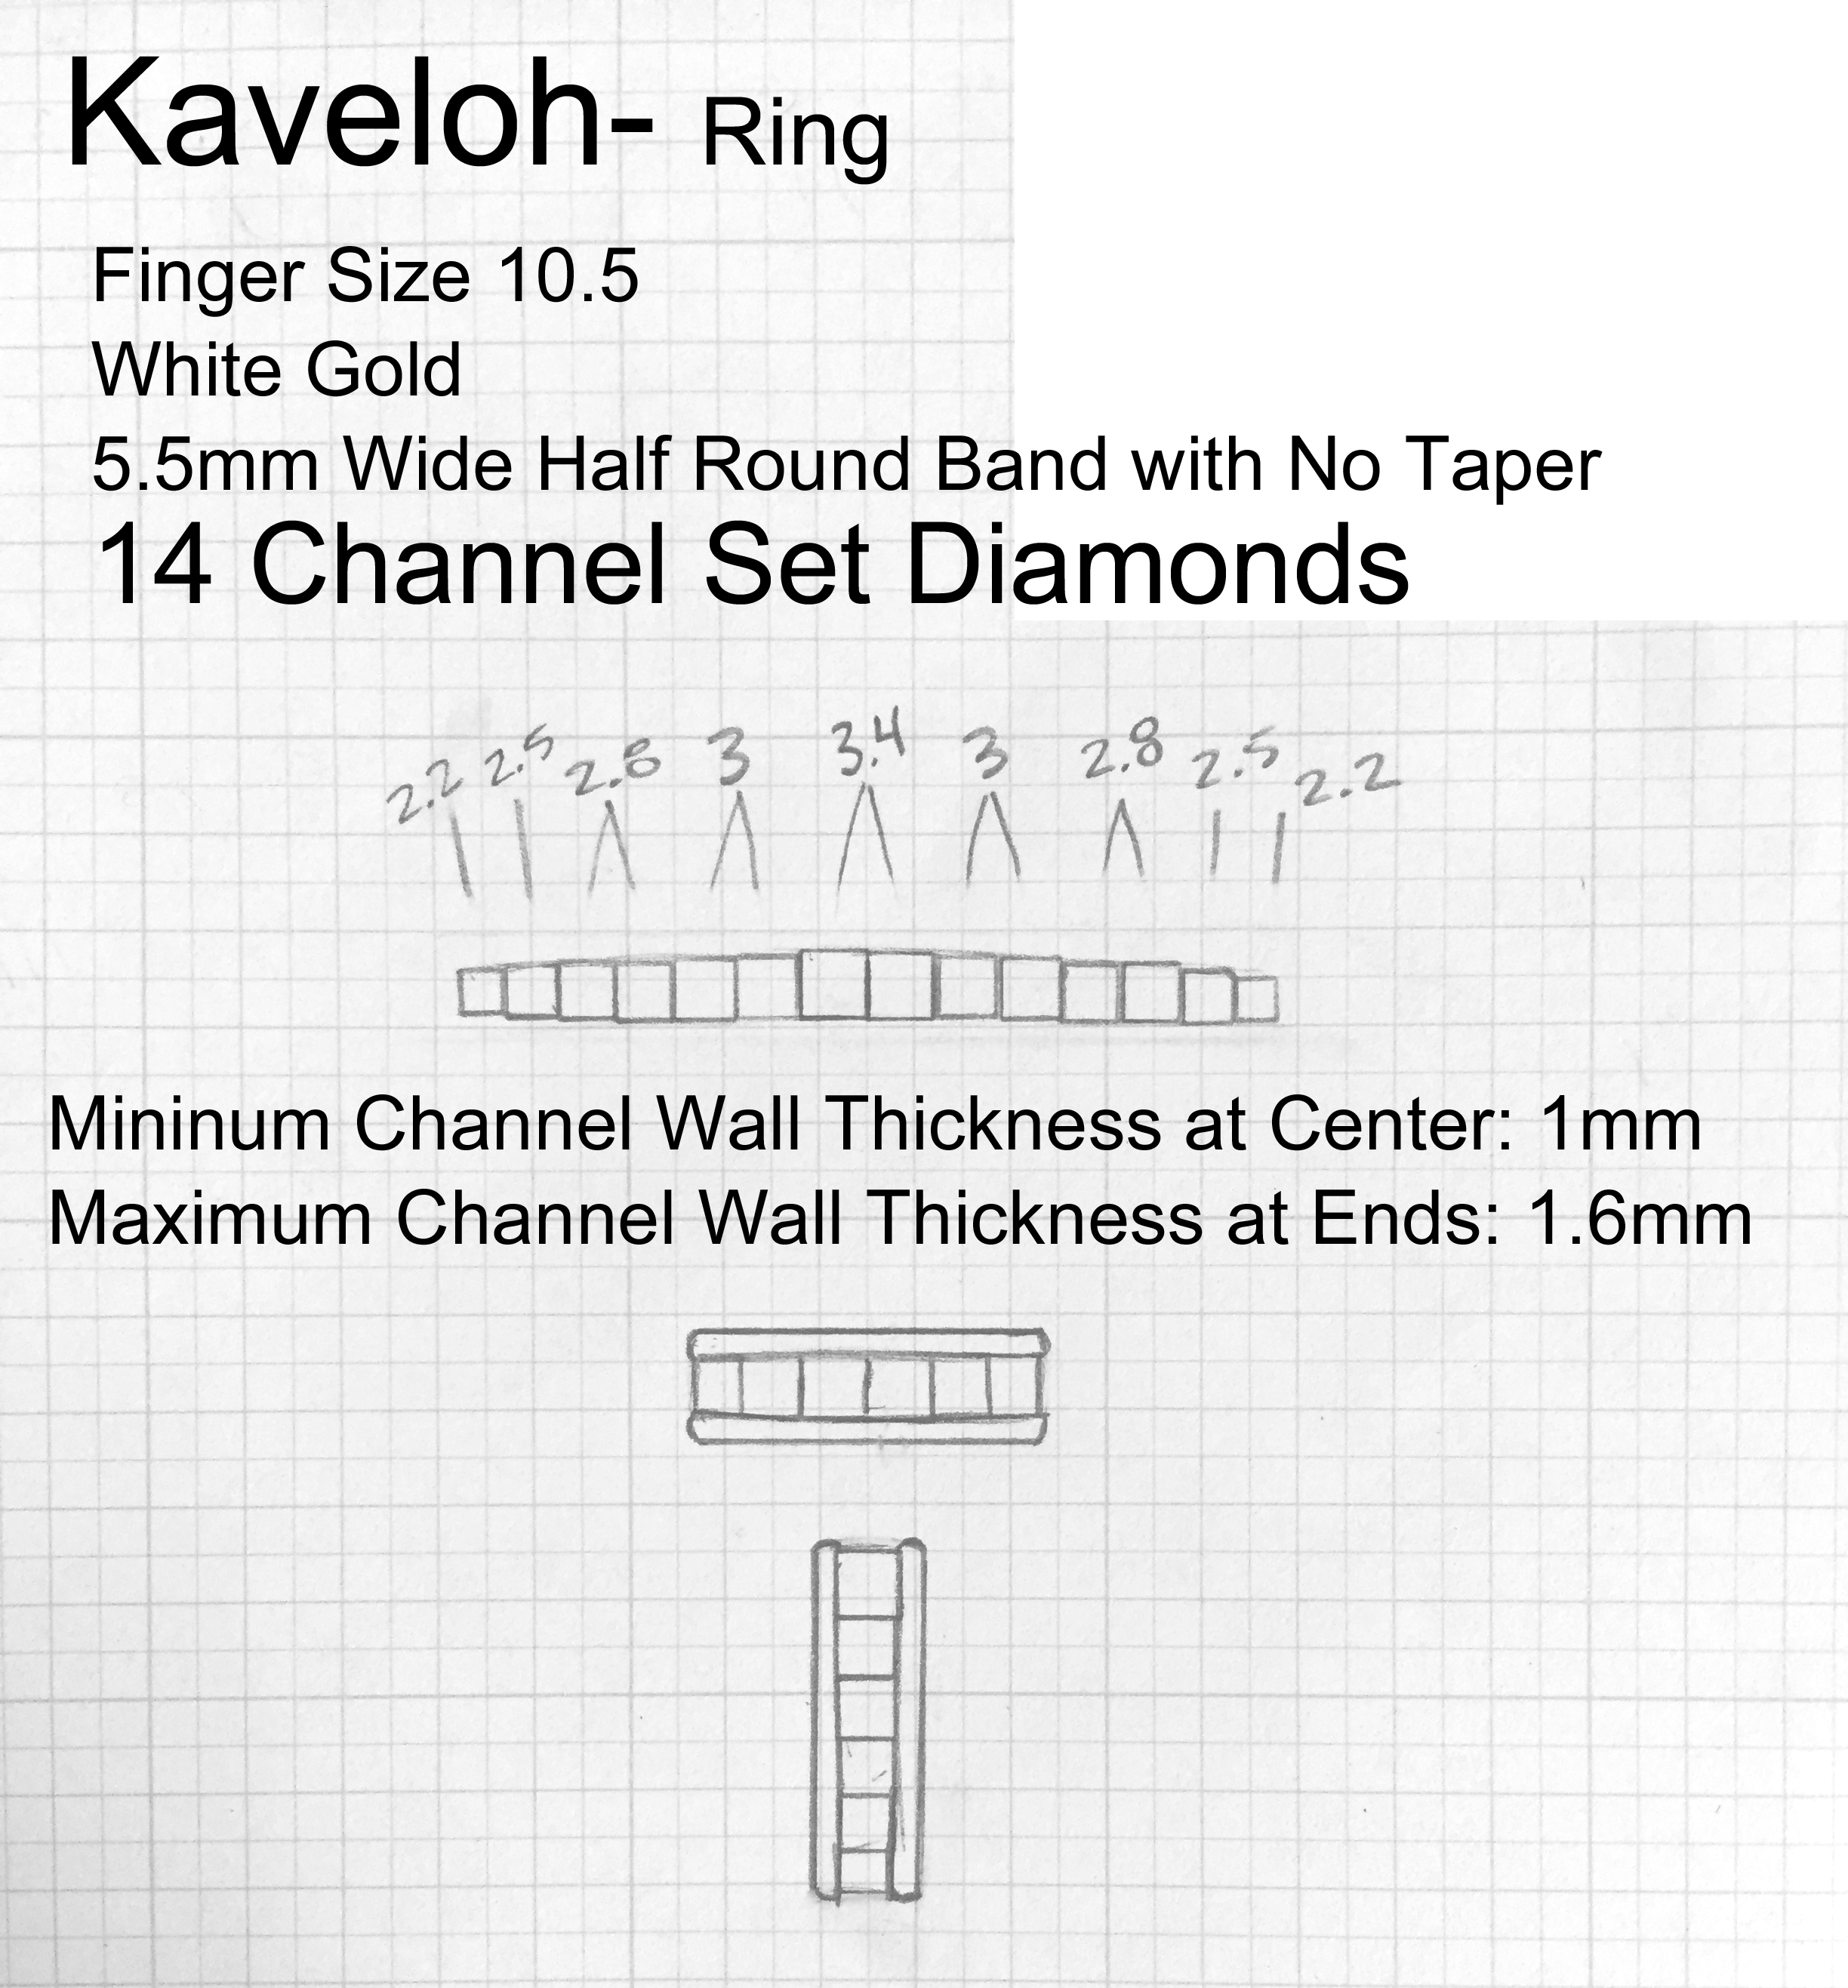 Kaveloh- Ring
Finger Size 10.5
White Gold
5.5mm Wide Half Round Band with No Taper
14 Channel Set Diamonds
2.2 2.5 2.8 3 3.4 3 2.8 2.5 2.2
Mininum Channel Wall Thickness at Center: 1mm
Maximum Channel Wall Thickness at Ends: 1.6mm